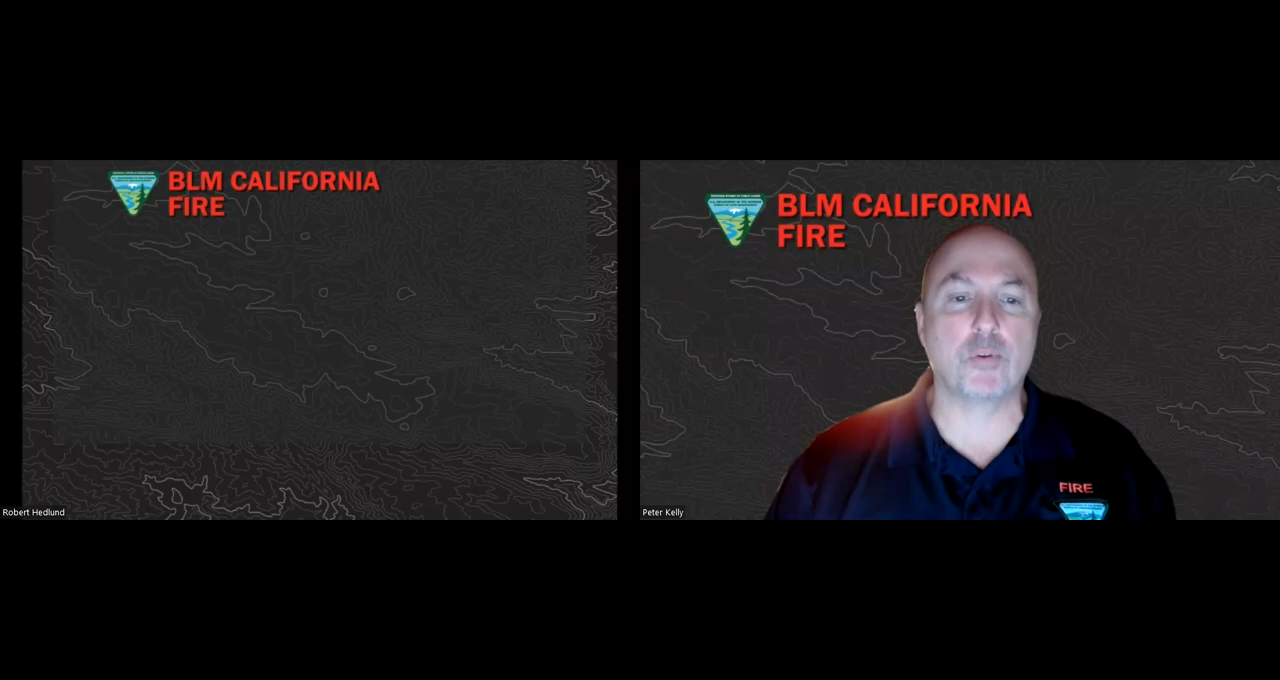 BLM CALIFORNIA
FIRE
Robert Hedlund
BLM CALIFORNIA
FIRE
FIRE
Peter Kelly